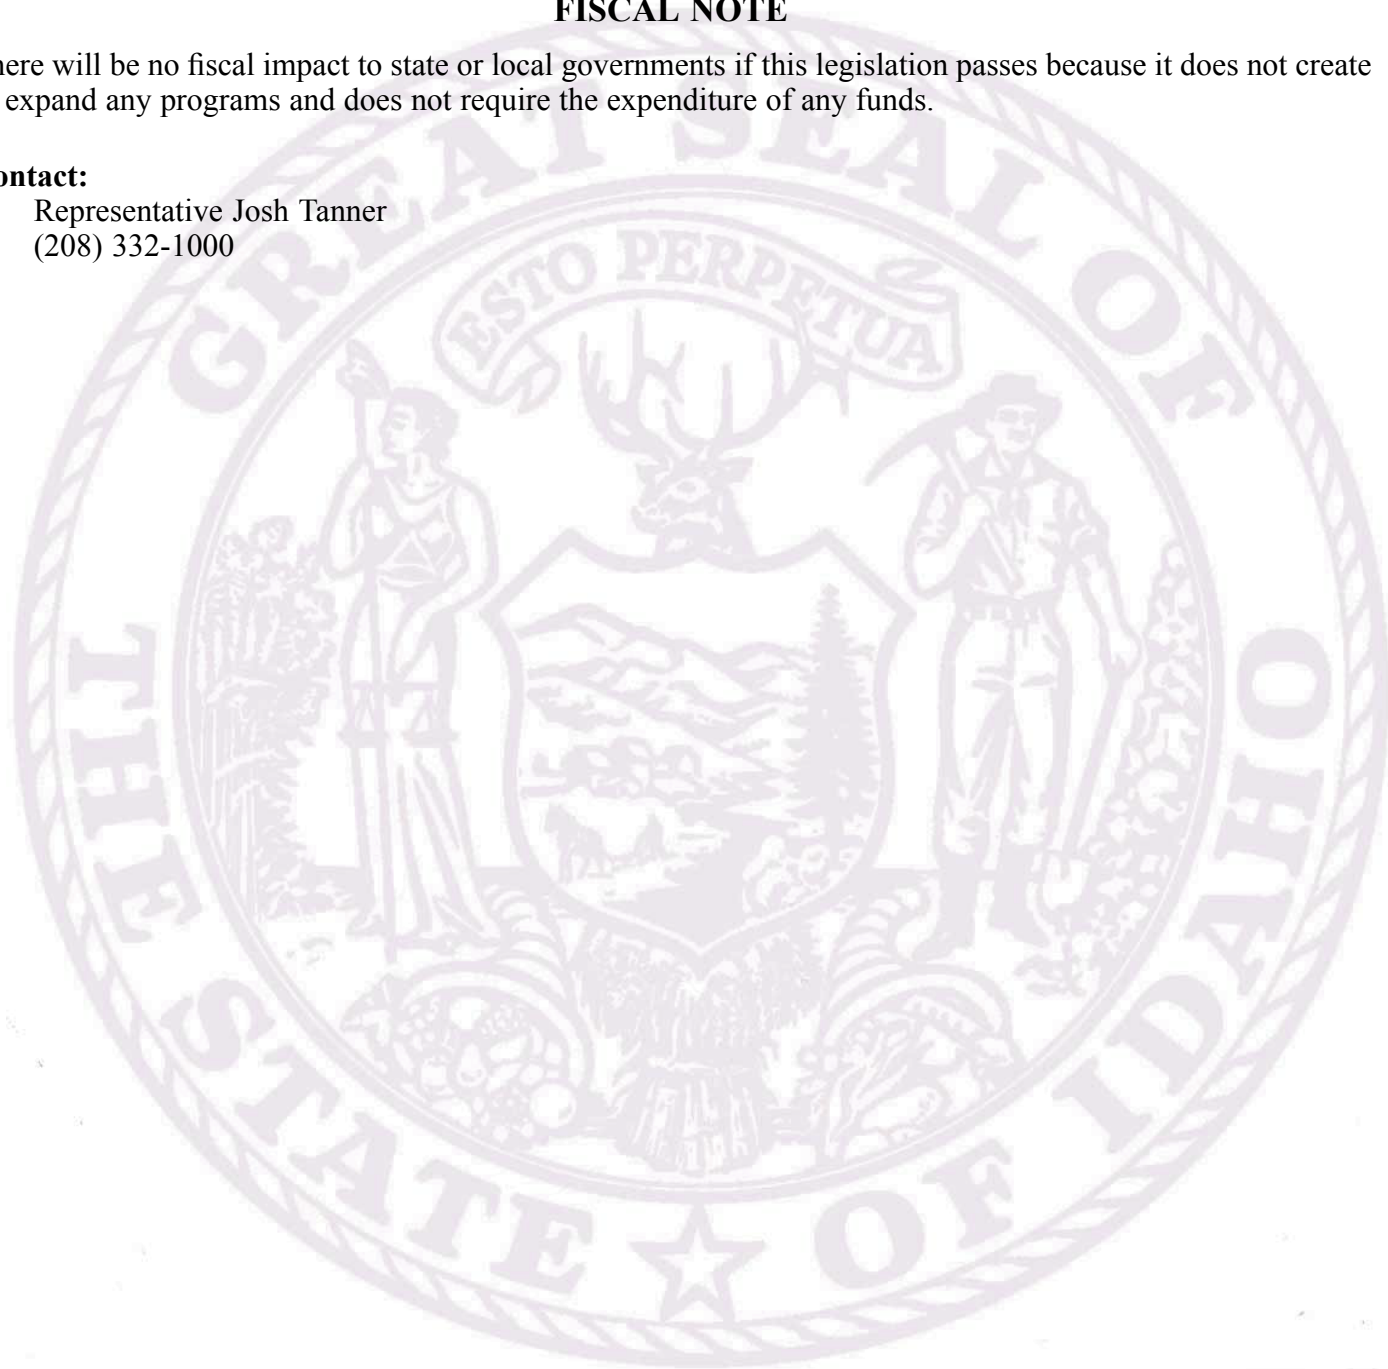 FISCAL NOTE
here will be no fiscal impact to state or local governments if this legislation passes because it does not create
expand any programs and does not require the expenditure of any funds.
ontact:
Representative Josh Tanner
(208) 332-1000
GREAT SEAL OF
ESTO PERPETUA
THE STATE OF IDAHO